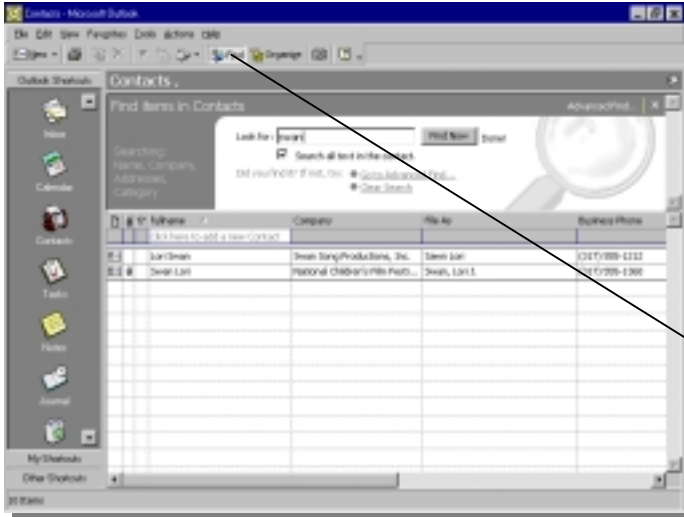 Contacts - Microsoft Outlook
File Edit View Favorites Tools Actions Help
New Find Organize
Outlook Shortcuts
Contacts .
Find items in Contacts
Advanced Find...
Look for: swan Find Now Done!
Searching:
Name, Company,
Addresses,
Category
Search all text in the contact
Did you find it? If not, try: Go to Advanced Find...
Clear Search
Inbox
Calendar
Contacts
Tasks
Notes
Journal
My Shortcuts
Other Shortcuts
Full Name Company File As Business Phone
Click here to add a new Contact
Lori Swan Swan Song Productions, Inc. Swan Lori
Swan Lori National Children's Film Festi... Swan, Lori
Items